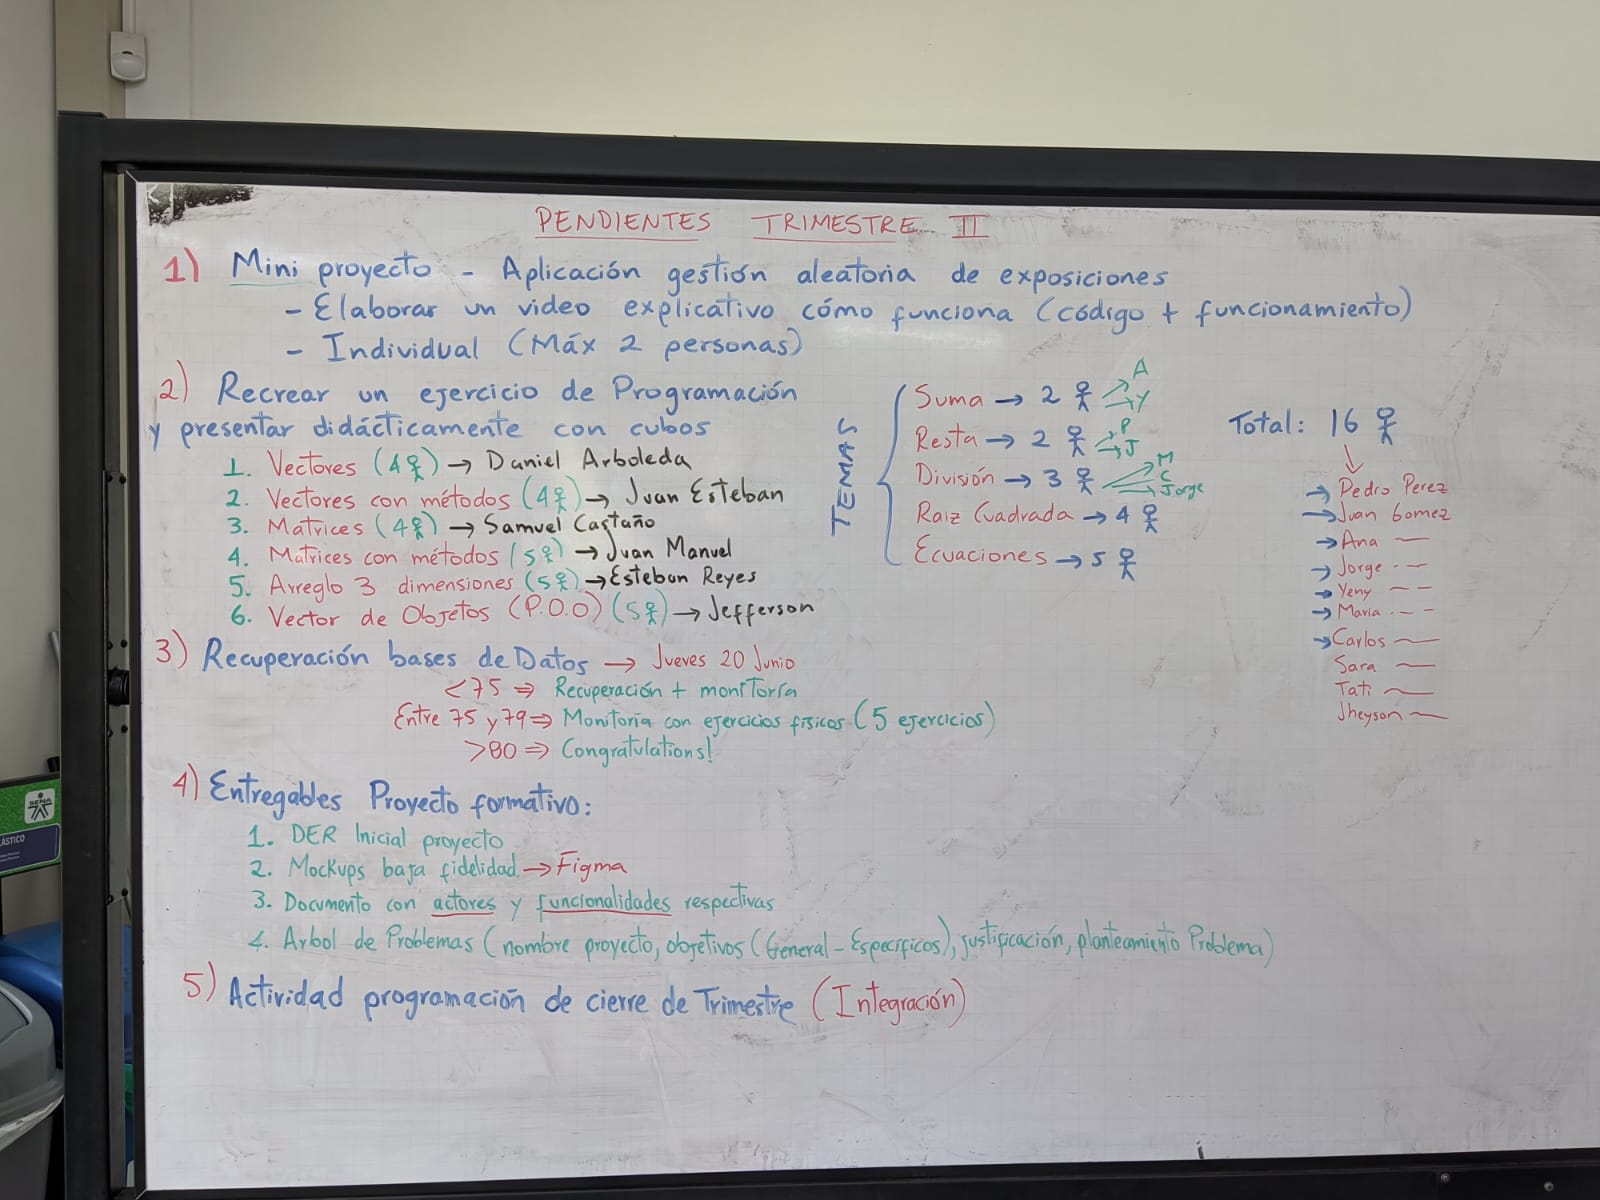 PENDIENTES TRIMESTRE II
1) Mini proyecto - Aplicación gestión aleatoria de exposiciones
- Elaborar un video explicativo cómo funciona (código + funcionamiento)
- Individual (Máx 2 personas)
2) Recrear un ejercicio de Programación
y presentar didácticamente con cubos
1. Vectores (4) → Daniel Arboleda
2. Vectores con métodos (4) → Juan Esteban
3. Matrices (4) → Samuel Castaño
4. Matrices con métodos (5) → Juan Manuel
5. Arreglo 3 dimensiones (5) → Esteban Reyes
6. Vector de Objetos (P.O.O) (5) → Jefferson
TEMAS
Suma → 2 A Y
Resta → 2 P J
División → 3 M C Jorge
Raiz Cuadrada → 4
Ecuaciones → 5
Total: 16
→ Pedro Perez
→ Juan Gomez
→ Ana
→ Jorge
→ Yeny
→ Maria
→ Carlos
Sara
Tati
Jheyson
3) Recuperación bases de Datos → Jueves 20 Junio
<75 ⇒ Recuperación + monitoría
Entre 75 y 79 ⇒ Monitoría con ejercicios físicos (5 ejercicios)
>80 ⇒ Congratulations!
4) Entregables Proyecto formativo:
1. DER Inicial proyecto
2. Mockups baja fidelidad → Figma
3. Documento con actores y funcionalidades respectivas
4. Arbol de Problemas (nombre proyecto, objetivos (General - Específicos), justificación, planteamiento Problema)
5) Actividad programación de cierre de Trimestre (Integración)
SENA
ÁSTICO